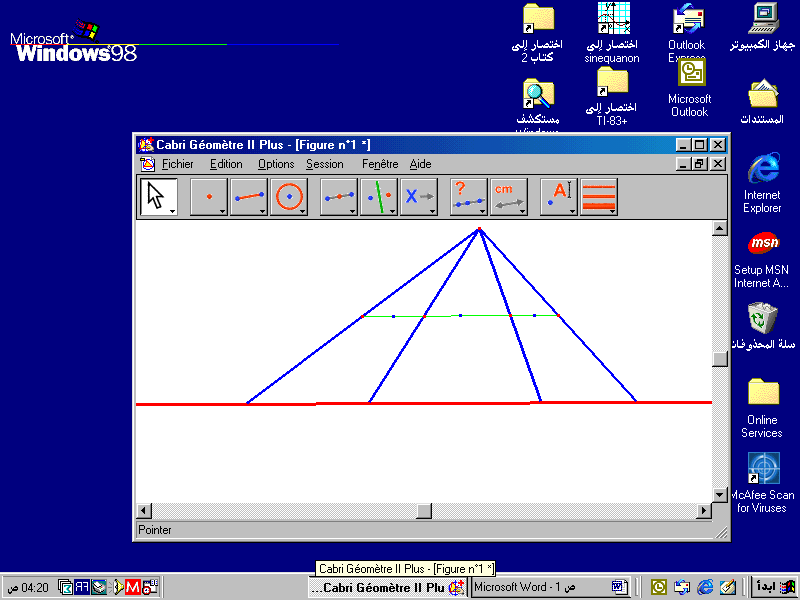 Microsoft®
Windows 98
اختصار إلى
كتاب 2
اختصار إلى
sinequanon
Outlook
Express
جهاز الكمبيوتر
مستكشف
Windows
اختصار إلى
TI-83+
Microsoft
Outlook
المستندات
Internet
Explorer
msn
Setup MSN
Internet A...
سلة المحذوفات
Online
Services
McAfee Scan
for Viruses
Cabri Géomètre II Plus - [Figure n°1 *]
Fichier Edition Options Session Fenêtre Aide
X ? cm A
Pointer
Cabri Géomètre II Plus - [Figure n°1 *]
04:20 ص
...Cabri Géomètre II Plu
Microsoft Word - 1 ص
ابدأ